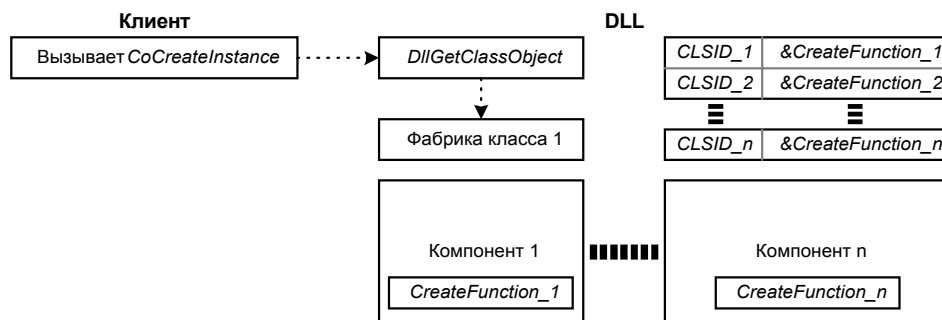 Клиент
DLL
Вызывает CoCreateInstance
DllGetClassObject
CLSID_1 &CreateFunction_1
CLSID_2 &CreateFunction_2
Фабрика класса 1
CLSID_n &CreateFunction_n
Компонент 1
Компонент n
CreateFunction_1
CreateFunction_n